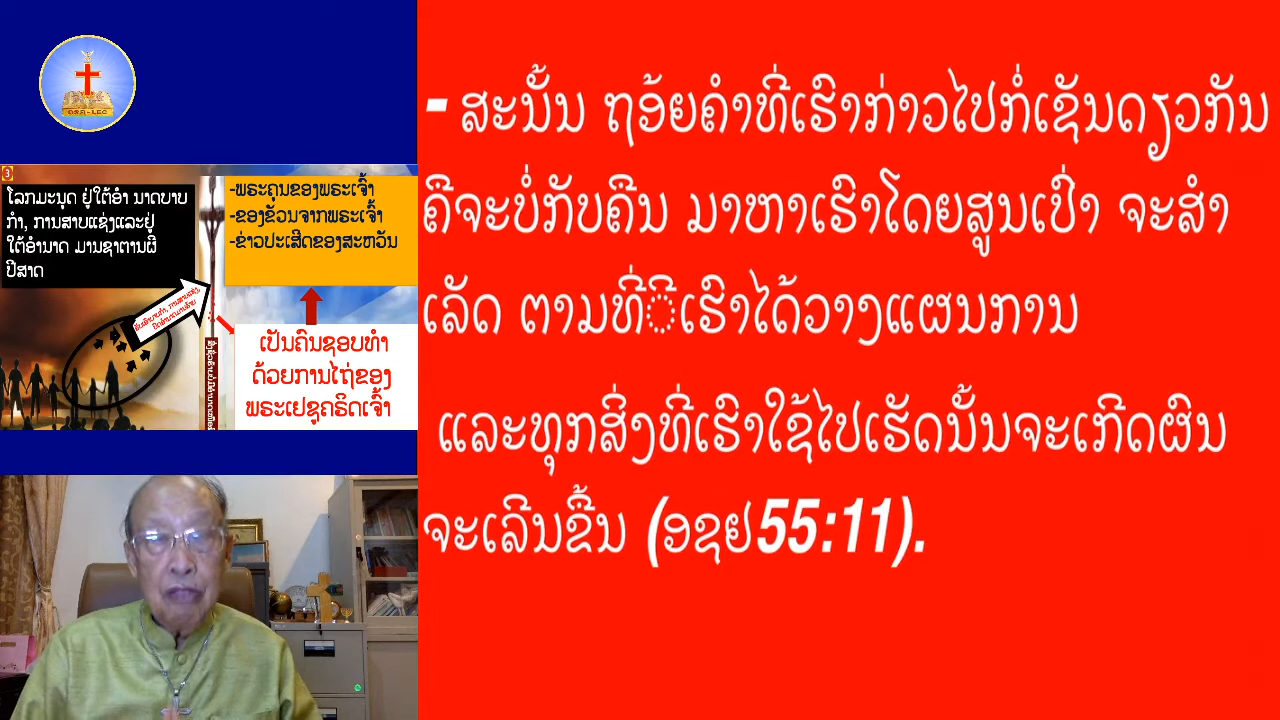 3
ໂລກມະນຸດ ຢູ່ໃຕ້ອຳ ນາດບາບ
ກຳ, ການສາບແຊ່ງແລະຢູ່
ໃຕ້ອຳນາດ ມານຊາຕານຜີ
ປີສາດ
-ພຣະຄຸນຂອງພຣະເຈົ້າ
-ຂອງຂັວນຈາກພຣະເຈົ້າ
-ຂ່າວປະເສີດຂອງສະຫວັນ
ເປັນຄົນຊອບທຳ
ດ້ວຍການໄຖ່ຂອງ
ພຣະເຢຊູຄຣິດເຈົ້າ
- ສະນັ້ນ ຖອ້ຍຄຳທີ່ເຮົາກ່າວໄປກໍ່ເຊັນດຽວກັນ
ຄືຈະບໍ່ກັບຄືນ ມາຫາເຮົາໂດຍສູນເປົ່າ ຈະສຳ
ເລັດ ຕາມທີ່ີເຮົາໄດ້ວາງແຜນການ
ແລະທຸກສິ່ງທີ່ເຮົາໃຊ້ໄປເຮັດນັ້ນຈະເກີດຜົນ
ຈະເລີນຂື້ນ (ອຊຢ55:11).